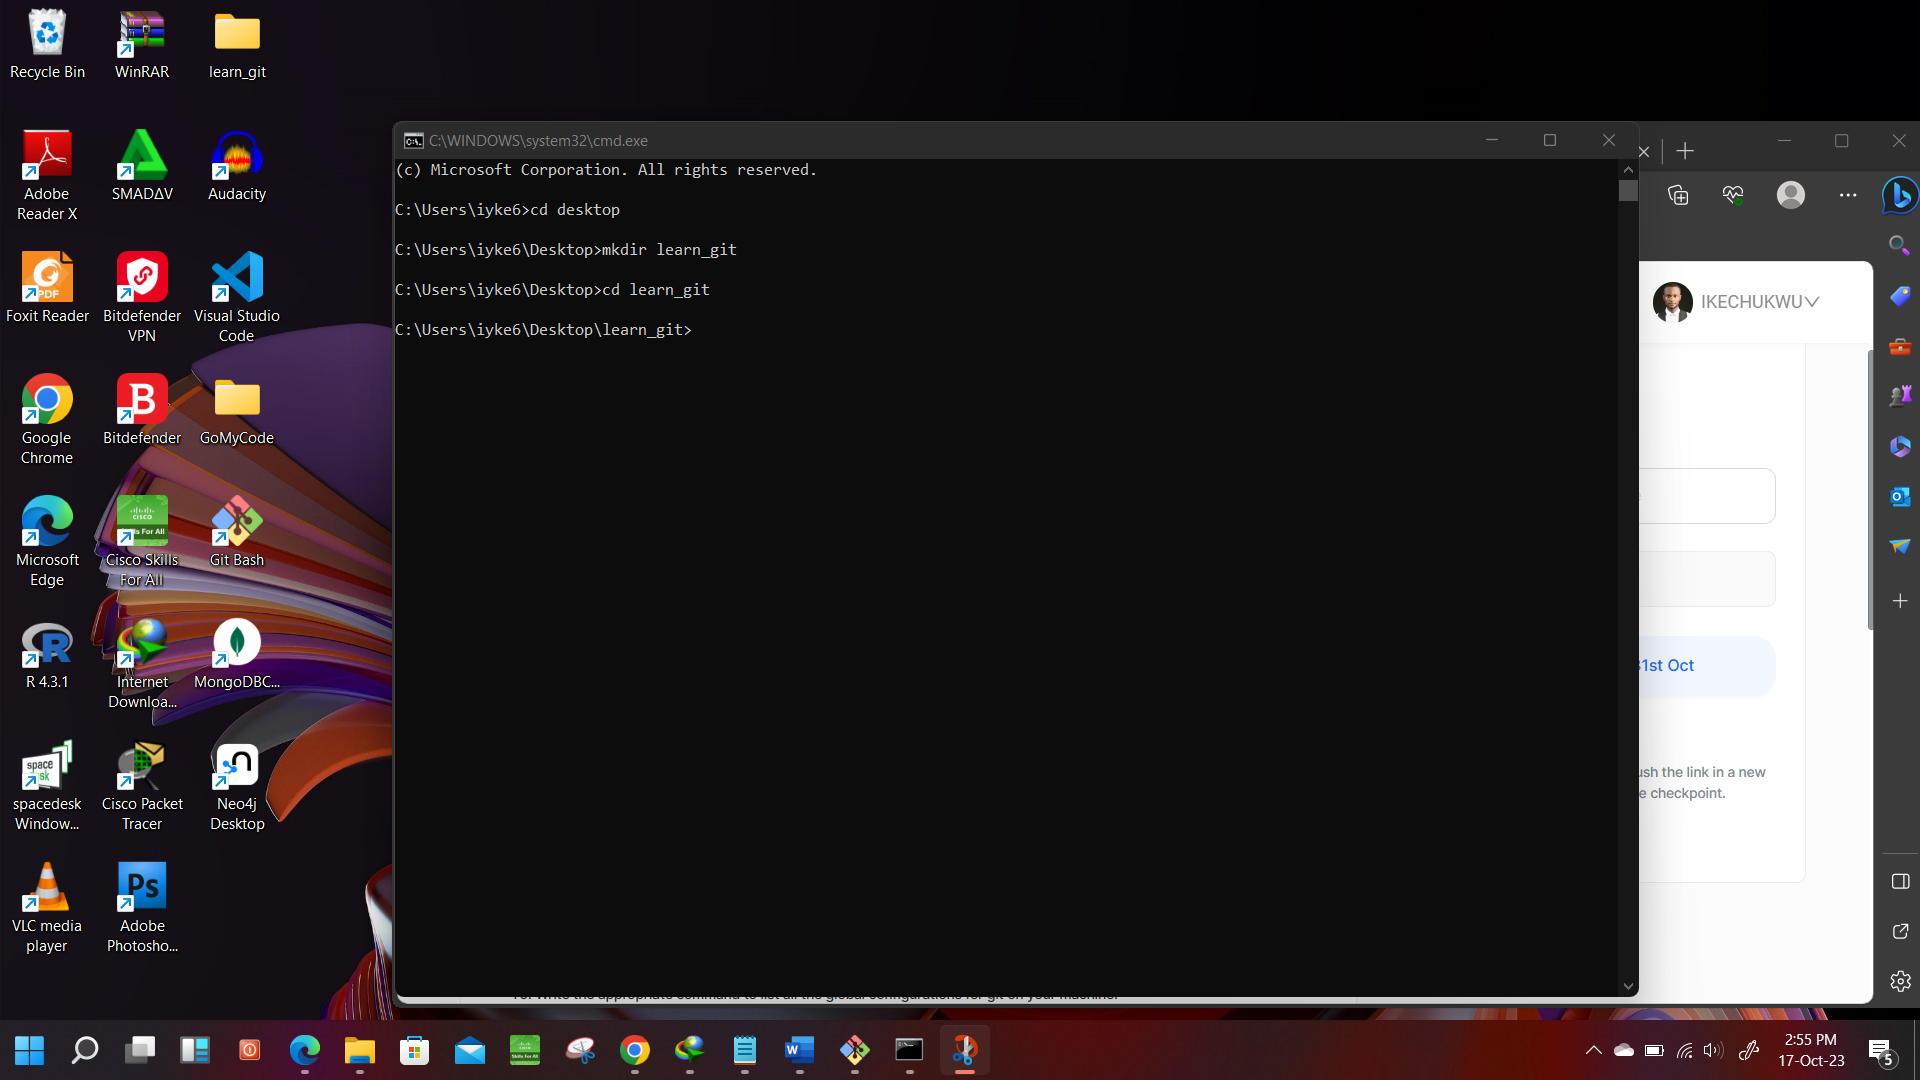 Recycle Bin
WinRAR
learn_git
Adobe
Reader X
SMADΔV
Audacity
Foxit Reader
Bitdefender
VPN
Visual Studio
Code
Google
Chrome
Bitdefender
GoMyCode
Microsoft
Edge
Cisco Skills
For All
Git Bash
R 4.3.1
Internet
Downloa...
MongoDBC...
spacedesk
Window...
Cisco Packet
Tracer
Neo4j
Desktop
VLC media
player
Adobe
Photosho...
C:\WINDOWS\system32\cmd.exe
(c) Microsoft Corporation. All rights reserved.
C:\Users\iyke6>cd desktop
C:\Users\iyke6\Desktop>mkdir learn_git
C:\Users\iyke6\Desktop>cd learn_git
C:\Users\iyke6\Desktop\learn_git>
IKECHUKWU
31st Oct
ush the link in a new
e checkpoint.
2:55 PM
17-Oct-23
5